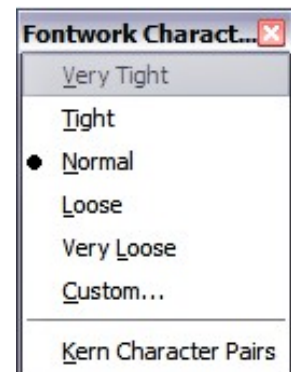 Fontwork Charact...
Very Tight
Tight
Normal
Loose
Very Loose
Custom...
Kern Character Pairs